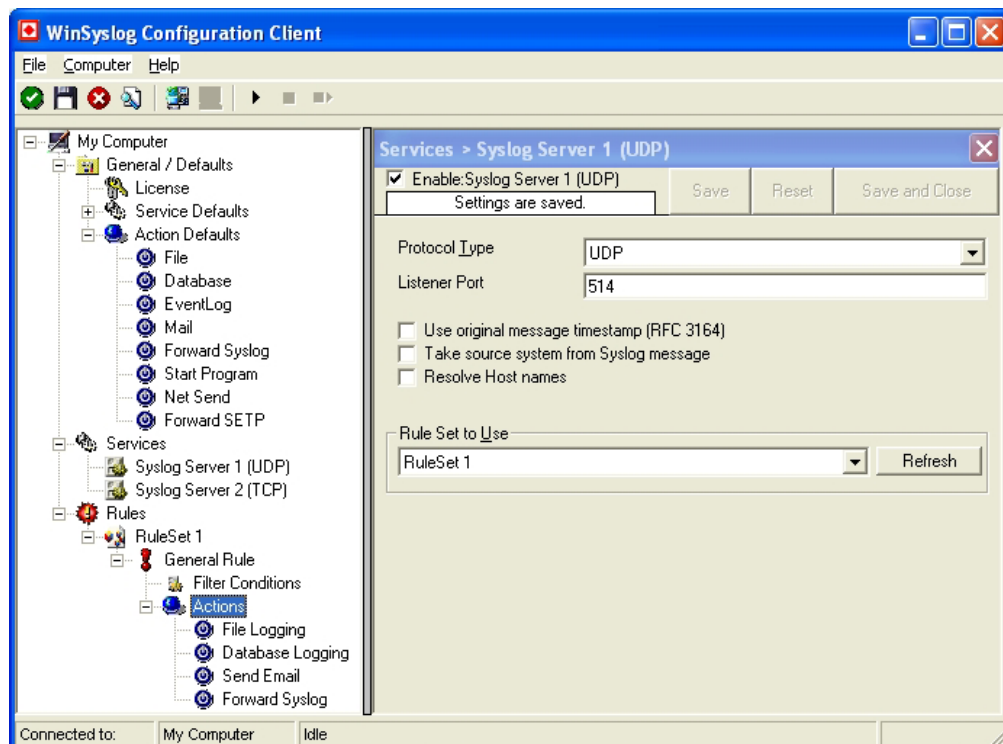 WinSyslog Configuration Client
File Computer Help
My Computer
General / Defaults
License
Service Defaults
Action Defaults
File
Database
EventLog
Mail
Forward Syslog
Start Program
Net Send
Forward SETP
Services
Syslog Server 1 (UDP)
Syslog Server 2 (TCP)
Rules
RuleSet 1
General Rule
Filter Conditions
Actions
File Logging
Database Logging
Send Email
Forward Syslog
Services > Syslog Server 1 (UDP)
Enable:Syslog Server 1 (UDP)
Settings are saved.
Save Reset Save and Close
Protocol Type UDP
Listener Port 514
Use original message timestamp (RFC 3164)
Take source system from Syslog message
Resolve Host names
Rule Set to Use
RuleSet 1 Refresh
Connected to: My Computer Idle